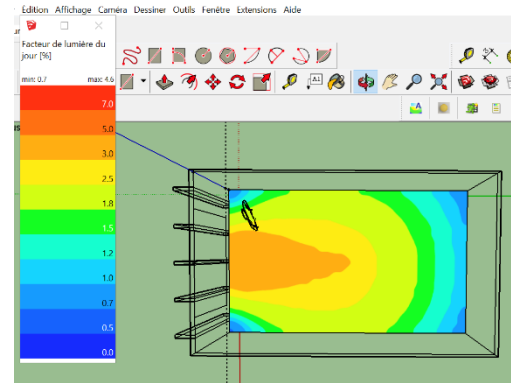 Édition Affichage Caméra Dessiner Outils Fenêtre Extensions Aide
Facteur de lumière du
jour [%]
min: 0.7 max: 4.6
7.0
5.0
3.0
2.5
1.8
1.5
1.2
1.0
0.7
0.5
0.0
A1
A